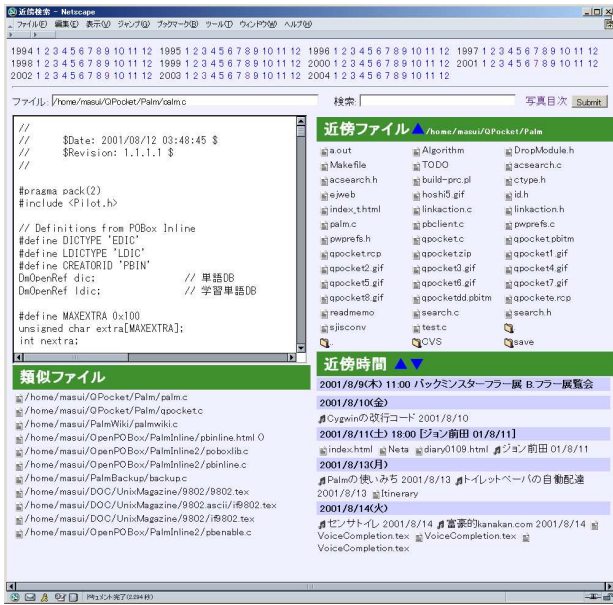 近傍検索 - Netscape
ファイル(F) 編集(E) 表示(V) ジャンプ(G) ブックマーク(B) ツール(T) ウィンドウ(W) ヘルプ(H)
1994 1 2 3 4 5 6 7 8 9 10 11 12 1995 1 2 3 4 5 6 7 8 9 10 11 12 1996 1 2 3 4 5 6 7 8 9 10 11 12 1997 1 2 3 4 5 6 7 8 9 10 11 12
1998 1 2 3 4 5 6 7 8 9 10 11 12 1999 1 2 3 4 5 6 7 8 9 10 11 12 2000 1 2 3 4 5 6 7 8 9 10 11 12 2001 1 2 3 4 5 6 7 8 9 10 11 12
2002 1 2 3 4 5 6 7 8 9 10 11 12 2003 1 2 3 4 5 6 7 8 9 10 11 12 2004 1 2 3 4 5 6 7 8 9 10 11 12
ファイル: /home/masui/QPocket/Palm/palm.c 検索: 写真目次 Submit
//
// $Date: 2001/08/12 03:48:45 $
// $Revision: 1.1.1.1 $
//
#pragma pack(2)
#include <Pilot.h>
// Definitions from POBox Inline
#define DICTYPE 'EDIC'
#define LDICTYPE 'LDIC'
#define CREATORID 'PBIN'
DmOpenRef dic; // 単語DB
DmOpenRef ldic; // 学習単語DB
#define MAXEXTRA 0x100
unsigned char extra[MAXEXTRA];
int nextra;
類似ファイル
/home/masui/QPocket/Palm/palm.c
/home/masui/QPocket/Palm/qpocket.c
/home/masui/PalmWiki/palmwiki.c
/home/masui/OpenPOBox/PalmInline/pbinline.html ()
/home/masui/OpenPOBox/PalmInline2/poboxlib.c
/home/masui/OpenPOBox/PalmInline2/pbinline.c
/home/masui/PalmBackup/backup.c
/home/masui/DOC/UnixMagazine/9802/9802.tex
/home/masui/DOC/UnixMagazine/9802.ascii/if9802.tex
/home/masui/DOC/UnixMagazine/9802/if9802.tex
/home/masui/OpenPOBox/PalmInline2/pbenable.c
近傍ファイル▲/home/masui/QPocket/Palm
a.out Algorithm DropModule.h
Makefile TODO acsearch.c
acsearch.h build-prc.pl ctype.h
ejweb hoshi5.gif id.h
index_t.html linkaction.c linkaction.h
palm.c pbclient.c pwprefs.c
pwprefs.h qpocket.c qpocket.pbitm
qpocket.rcp qpocket.zip qpocket1.gif
qpocket2.gif qpocket3.gif qpocket4.gif
qpocket5.gif qpocket6.gif qpocket7.gif
qpocket8.gif qpocketdd.pbitm qpockete.rcp
readmemo search.c search.h
sjisconv test.c .
.. CVS save
近傍時間 ▲▼
2001/8/9(木) 11:00 バックミンスターフラー展 B.フラー展覧会
2001/8/10(金)
Cygwinの改行コード 2001/8/10
2001/8/11(土) 18:00 [ジョン前田 01/8/11]
index.html Neta diary0109.html ジョン前田 01/8/11
2001/8/13(月)
Palmの使いみち 2001/8/13 トイレットペーパの自動配達
2001/8/13 Itinerary
2001/8/14(火)
センサトイレ 2001/8/14 富豪的kanakan.com 2001/8/14
VoiceCompletion.tex VoiceCompletion.tex
VoiceCompletion.tex
ドキュメント完了(2.294 秒)